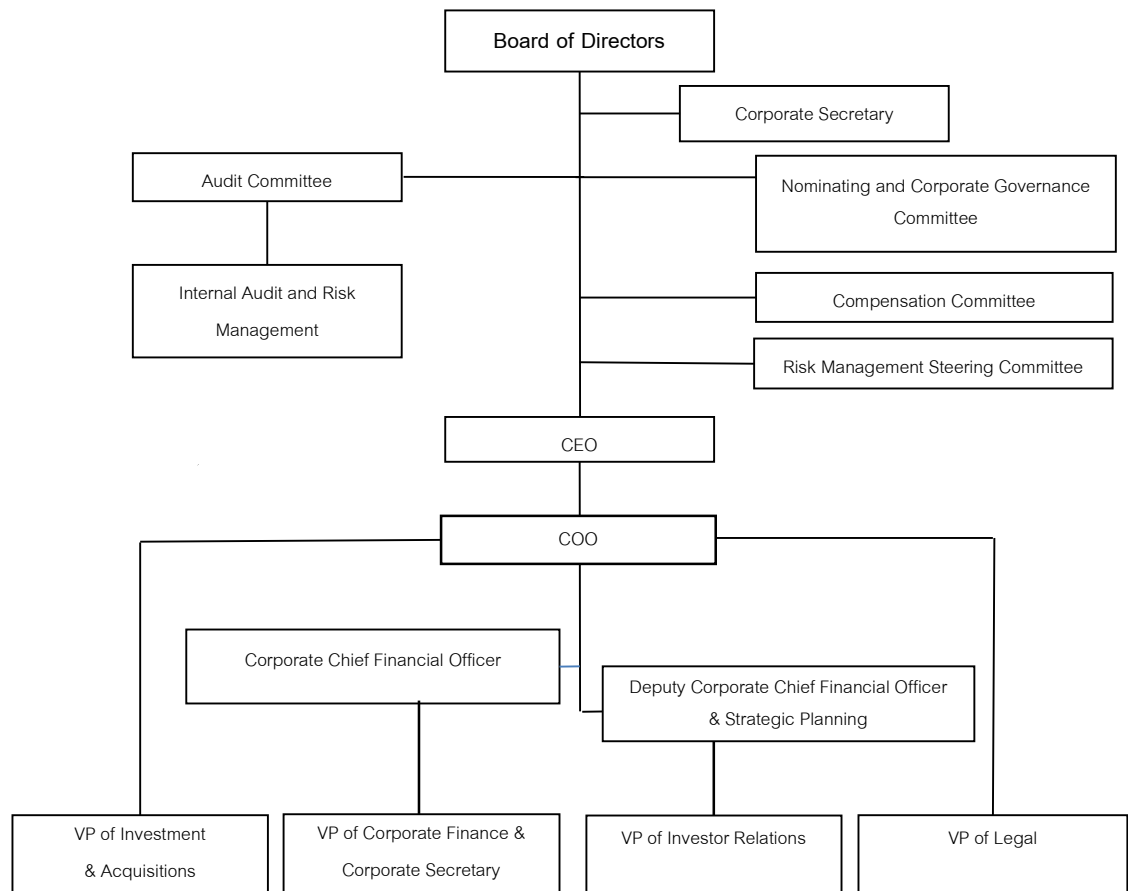 Board of Directors
Corporate Secretary
Audit Committee
Nominating and Corporate Governance
Committee
Internal Audit and Risk
Management
Compensation Committee
Risk Management Steering Committee
CEO
COO
Corporate Chief Financial Officer
Deputy Corporate Chief Financial Officer
& Strategic Planning
VP of Investment
& Acquisitions
VP of Corporate Finance &
Corporate Secretary
VP of Investor Relations
VP of Legal